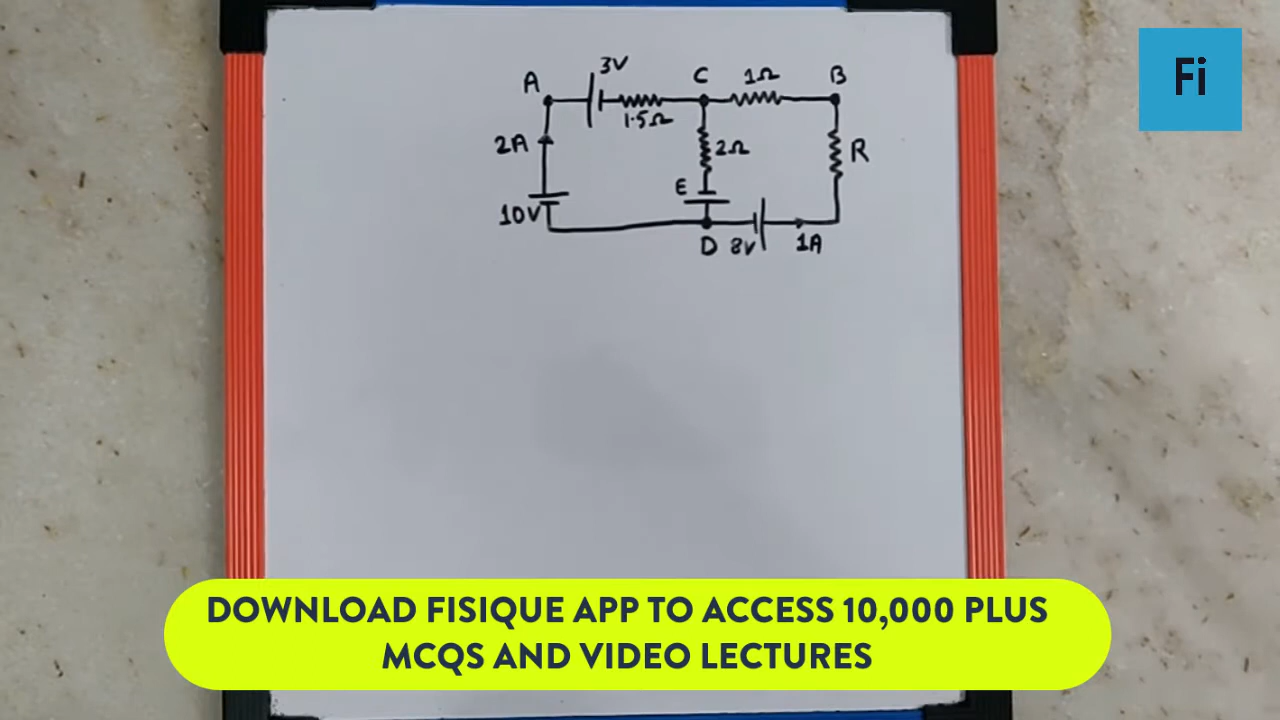 Fi
3V
A
C
1Ω
B
1.5Ω
2A
2Ω
R
E
10V
D
8V
1A
DOWNLOAD FISIQUE APP TO ACCESS 10,000 PLUS
MCQS AND VIDEO LECTURES